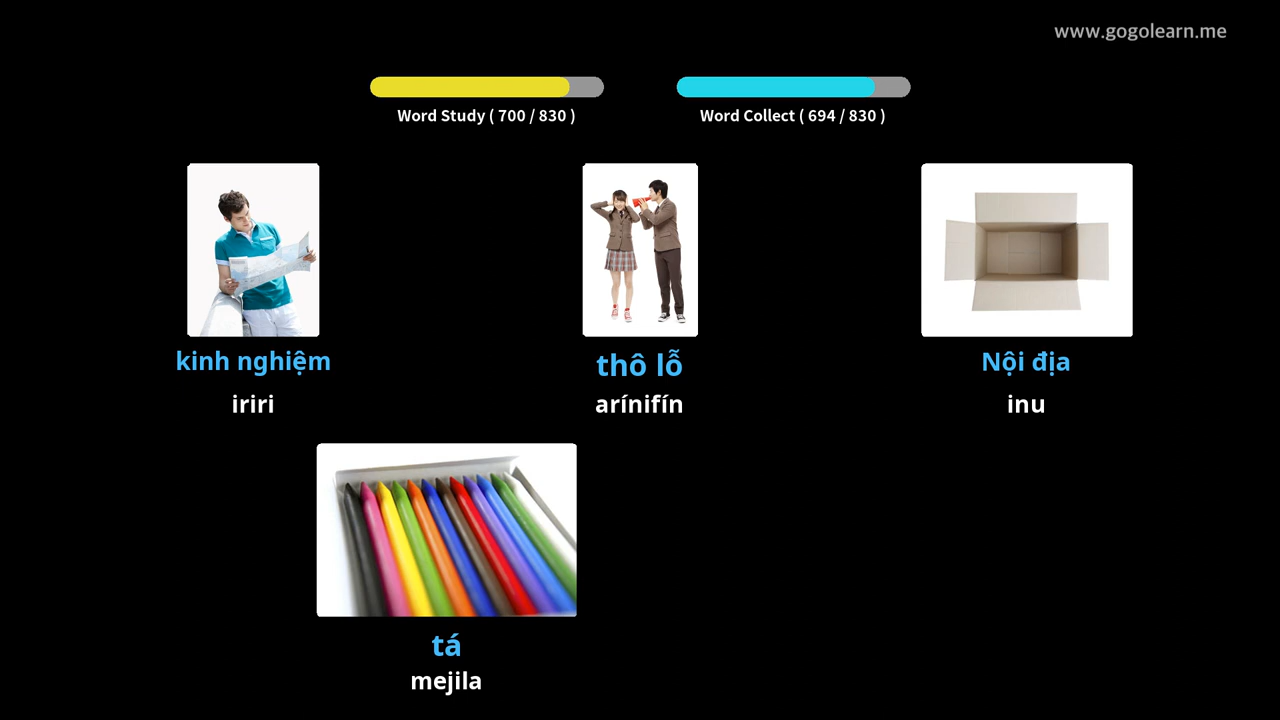 www.gogolearn.me
Word Study ( 700 / 830 )
Word Collect ( 694 / 830 )
kinh nghiệm
iriri
thô lỗ
arínifín
Nội địa
inu
tá
mejila